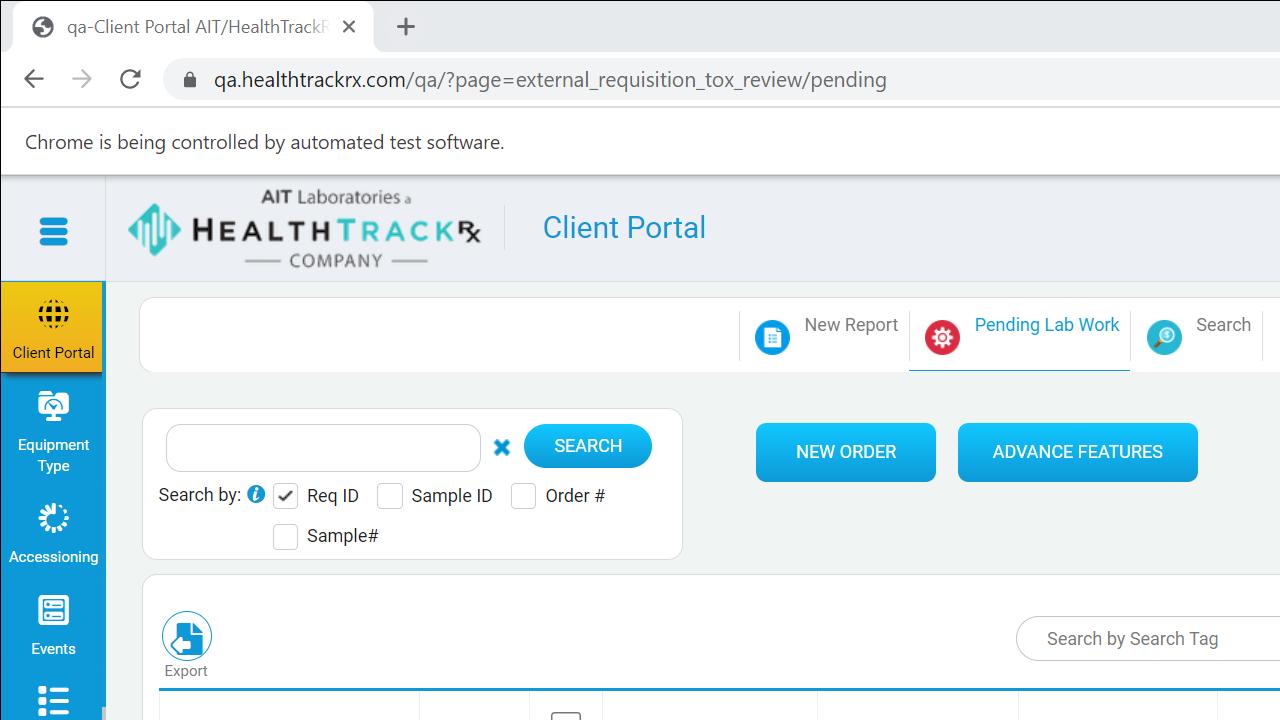 qa-Client Portal AIT/HealthTrackR
qa.healthtrackrx.com/qa/?page=external_requisition_tox_review/pending
Chrome is being controlled by automated test software.
AIT Laboratories a
HEALTHTRACKRx
COMPANY
Client Portal
Client Portal
New Report
Pending Lab Work
Search
SEARCH
NEW ORDER
ADVANCE FEATURES
Search by: i Req ID Sample ID Order #
Sample#
Equipment
Type
Accessioning
Events
Export
Search by Search Tag